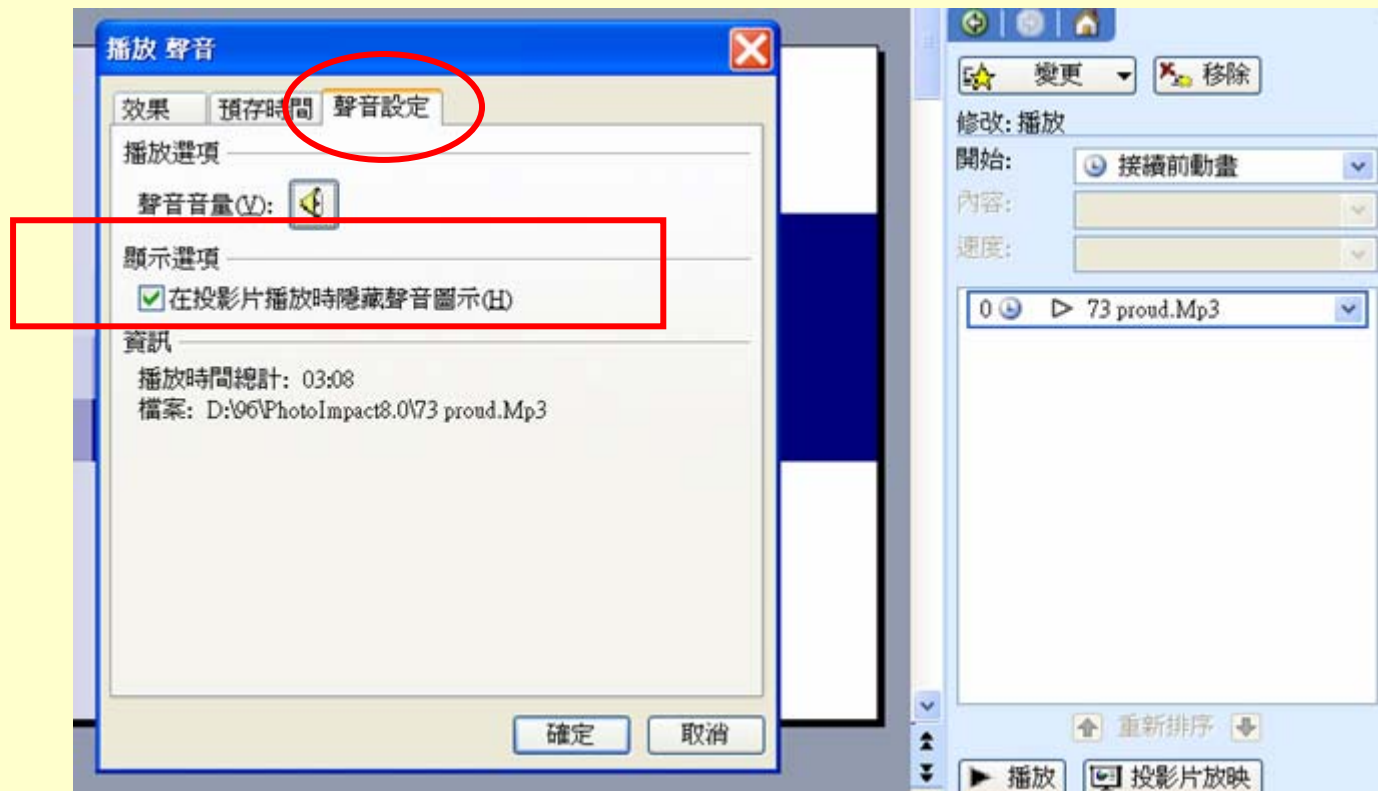 播放 聲音
效果 預存時間 聲音設定
播放選項
聲音音量(V):
顯示選項
在投影片播放時隱藏聲音圖示(H)
資訊
播放時間總計: 03:08
檔案: D:\96\PhotoImpact8.0\73 proud.Mp3
確定 取消
變更 移除
修改: 播放
開始: 接續前動畫
內容:
速度:
0 73 proud.Mp3
重新排序
播放 投影片放映